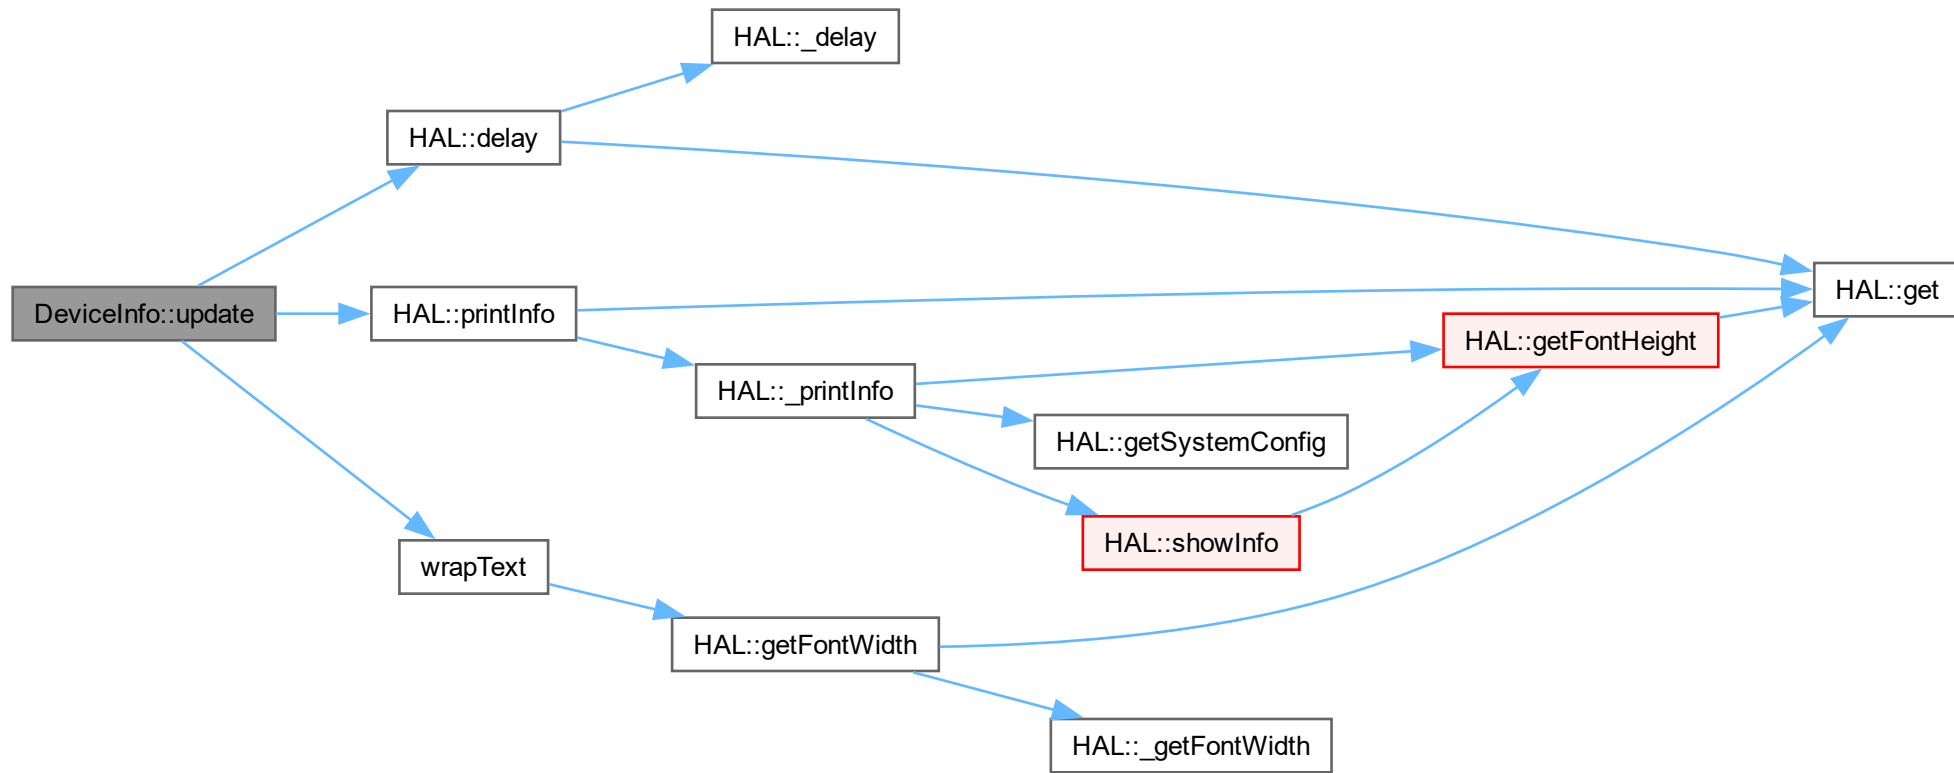 HAL::_delay
HAL::delay
HAL::get
DeviceInfo::update
HAL::printInfo
HAL::getFontHeight
HAL::_printInfo
HAL::getSystemConfig
HAL::showInfo
wrapText
HAL::getFontWidth
HAL::_getFontWidth